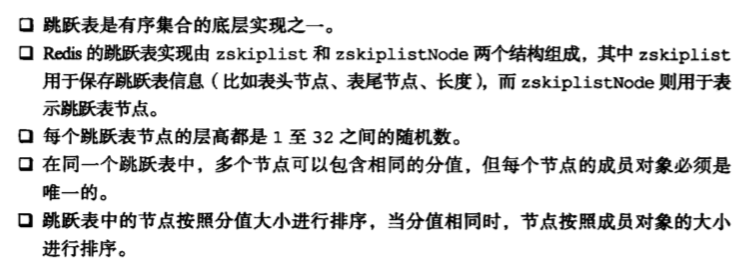 ❏ 跳跃表是有序集合的底层实现之一。
❏ Redis 的跳跃表实现由 zskiplist 和 zskiplistNode 两个结构组成，其中 zskiplist
用于保存跳跃表信息（比如表头节点、表尾节点、长度），而 zskiplistNode 则用于表
示跳跃表节点。
❏ 每个跳跃表节点的层高都是 1 至 32 之间的随机数。
❏ 在同一个跳跃表中，多个节点可以包含相同的分值，但每个节点的成员对象必须是
唯一的。
❏ 跳跃表中的节点按照分值大小进行排序，当分值相同时，节点按照成员对象的大小
进行排序。